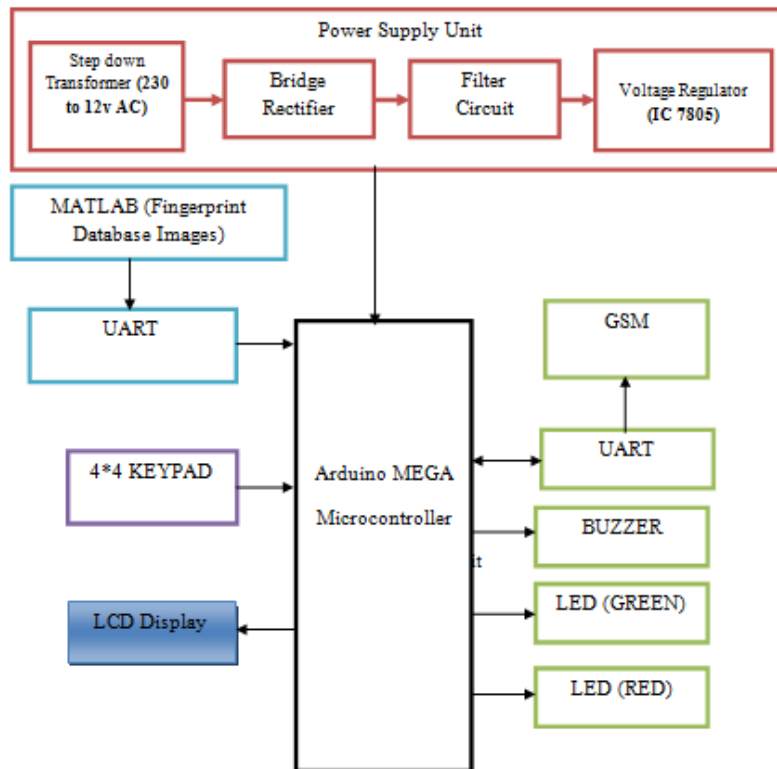 Power Supply Unit
Step down
Transformer (230
to 12v AC)
Bridge
Rectifier
Filter
Circuit
Voltage Regulator
(IC 7805)
MATLAB (Fingerprint
Database Images)
UART
GSM
4*4 KEYPAD
Arduino MEGA
Microcontroller
UART
BUZZER
it
LCD Display
LED (GREEN)
LED (RED)